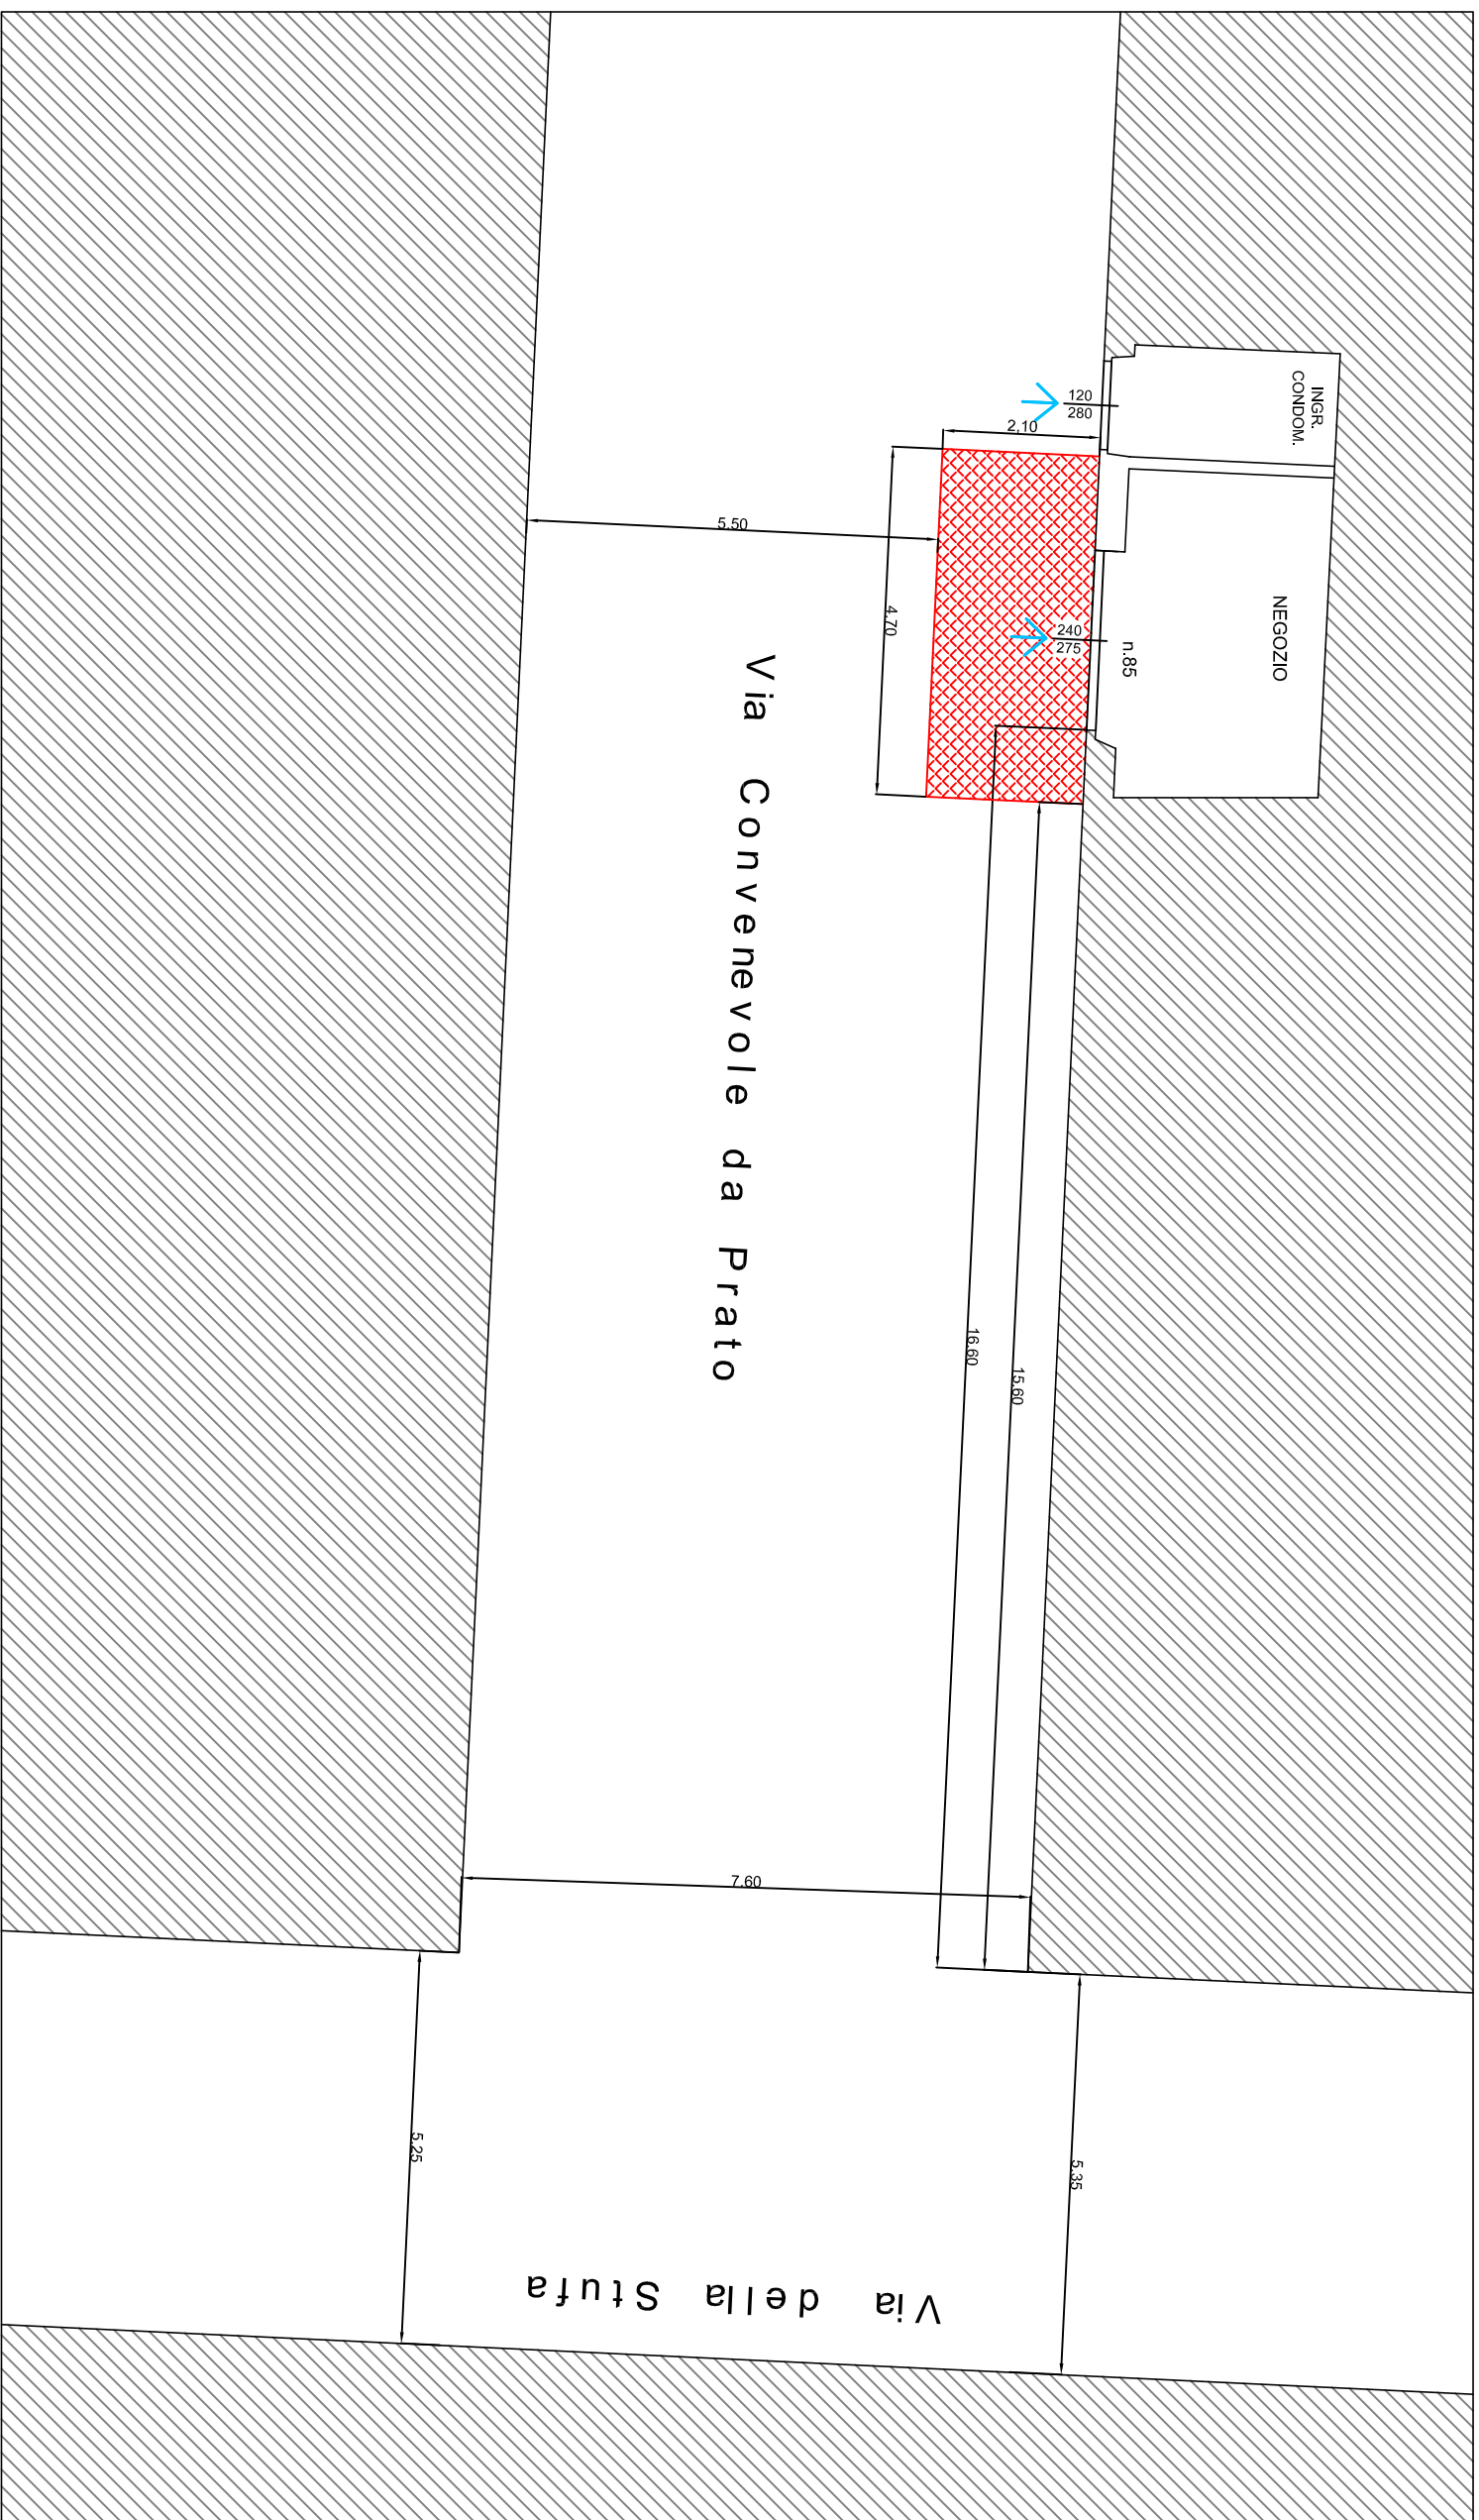 INGR.
CONDOM.
120
280
2,10
5,50
4,70
NEGOZIO
n.85
240
275
Via Convenevole da Prato
16,60
15,60
7,60
5,25
5,35
Via della Stufa